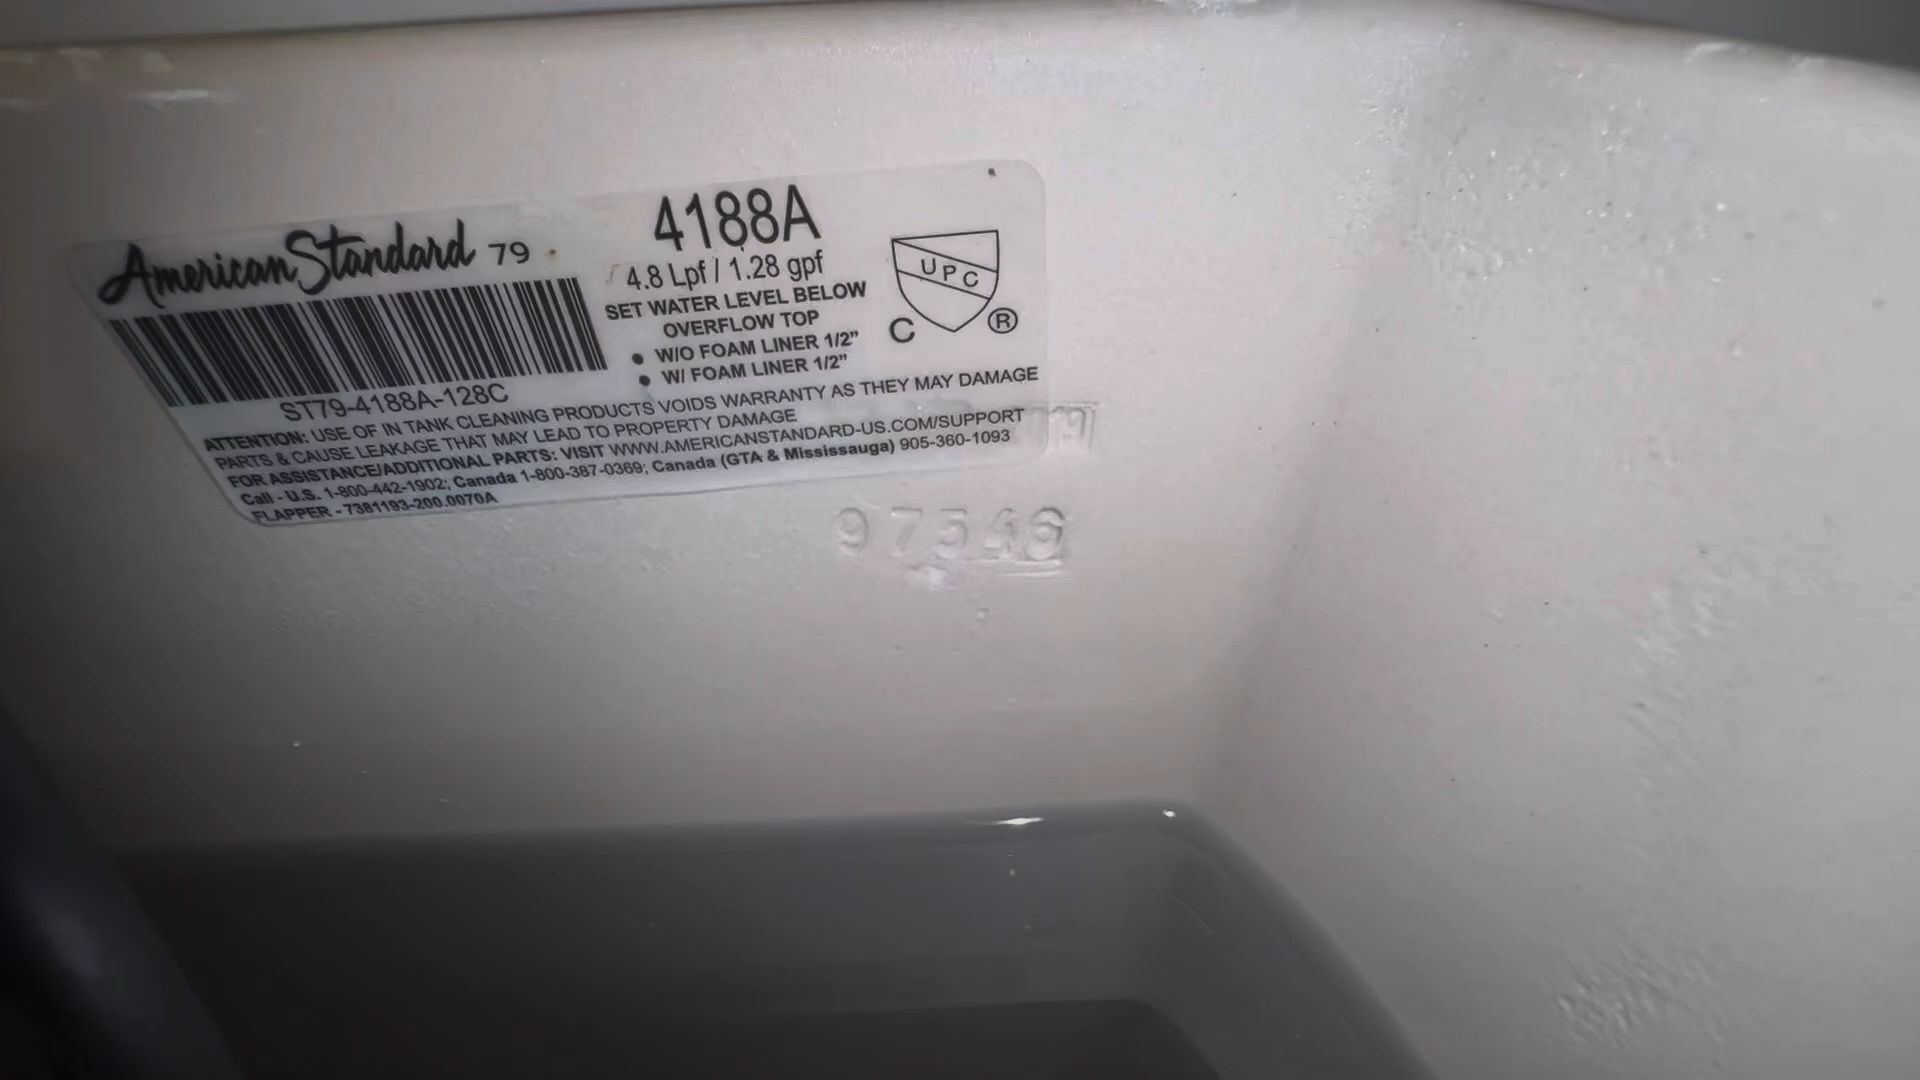 American Standard 79
ST79-4188A-128C
4188A
4.8 Lpf / 1.28 gpf
SET WATER LEVEL BELOW
OVERFLOW TOP
• W/O FOAM LINER 1/2"
• W/ FOAM LINER 1/2"
UPC
C ®
ATTENTION: USE OF IN TANK CLEANING PRODUCTS VOIDS WARRANTY AS THEY MAY DAMAGE
PARTS & CAUSE LEAKAGE THAT MAY LEAD TO PROPERTY DAMAGE
FOR ASSISTANCE/ADDITIONAL PARTS: VISIT WWW.AMERICANSTANDARD-US.COM/SUPPORT
Call - U.S. 1-800-442-1902; Canada 1-800-387-0369; Canada (GTA & Mississauga) 905-360-1093
FLAPPER - 7381193-200.0070A
97546